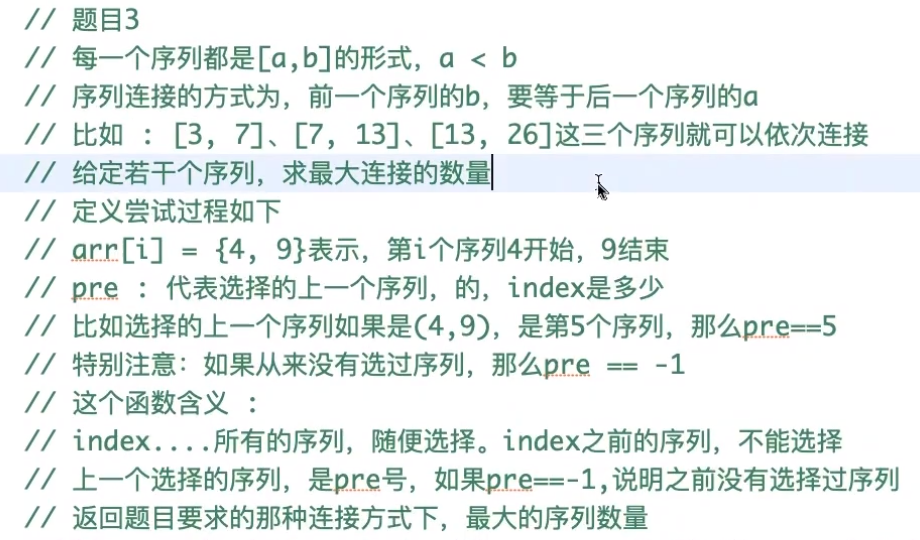 // 题目3
// 每一个序列都是[a,b]的形式，a < b
// 序列连接的方式为，前一个序列的b，要等于后一个序列的a
// 比如 : [3, 7]、[7, 13]、[13, 26]这三个序列就可以依次连接
// 给定若干个序列，求最大连接的数量
// 定义尝试过程如下
// arr[i] = {4, 9}表示，第i个序列4开始，9结束
// pre : 代表选择的上一个序列，的，index是多少
// 比如选择的上一个序列如果是(4,9)，是第5个序列，那么pre==5
// 特别注意：如果从来没有选过序列，那么pre == -1
// 这个函数含义 :
// index....所有的序列，随便选择。index之前的序列，不能选择
// 上一个选择的序列，是pre号，如果pre==-1,说明之前没有选择过序列
// 返回题目要求的那种连接方式下，最大的序列数量